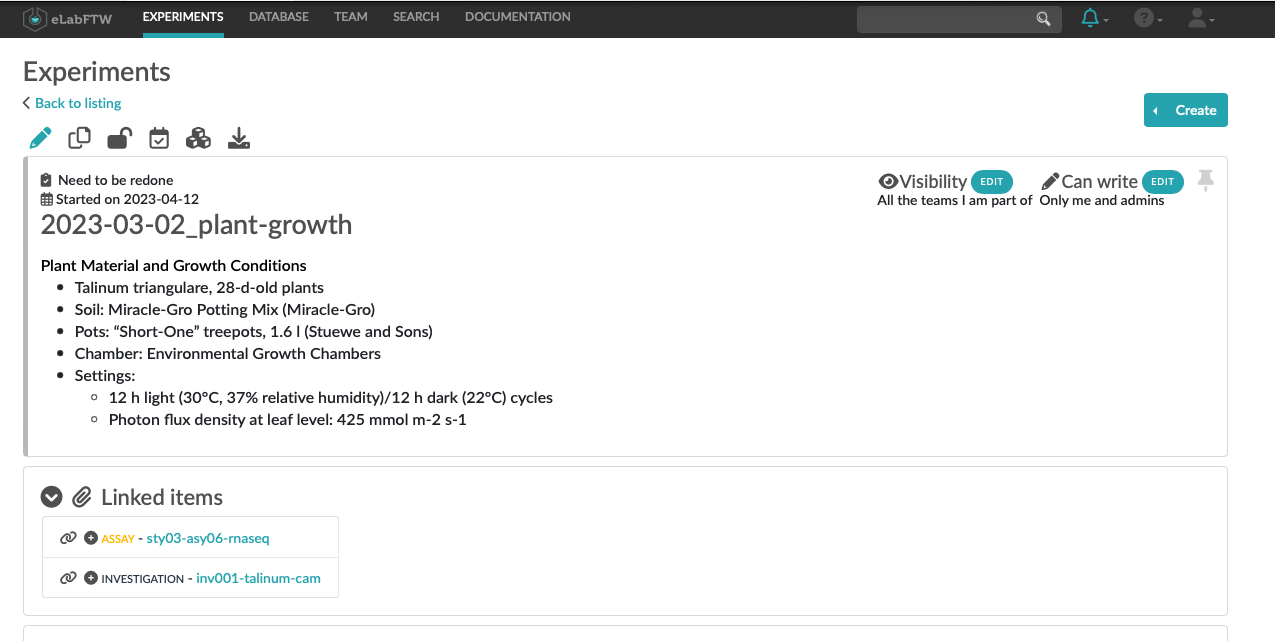 eLabFTW EXPERIMENTS DATABASE TEAM SEARCH DOCUMENTATION
Experiments
Back to listing
Create
Need to be redone
Visibility EDIT Can write EDIT
Started on 2023-04-12
All the teams I am part of Only me and admins
2023-03-02_plant-growth
Plant Material and Growth Conditions
• Talinum triangulare, 28-d-old plants
• Soil: Miracle-Gro Potting Mix (Miracle-Gro)
• Pots: “Short-One” treepots, 1.6 l (Stuewe and Sons)
• Chamber: Environmental Growth Chambers
• Settings:
◦ 12 h light (30°C, 37% relative humidity)/12 h dark (22°C) cycles
◦ Photon flux density at leaf level: 425 mmol m-2 s-1
Linked items
ASSAY - sty03-asy06-rnaseq
INVESTIGATION - inv001-talinum-cam